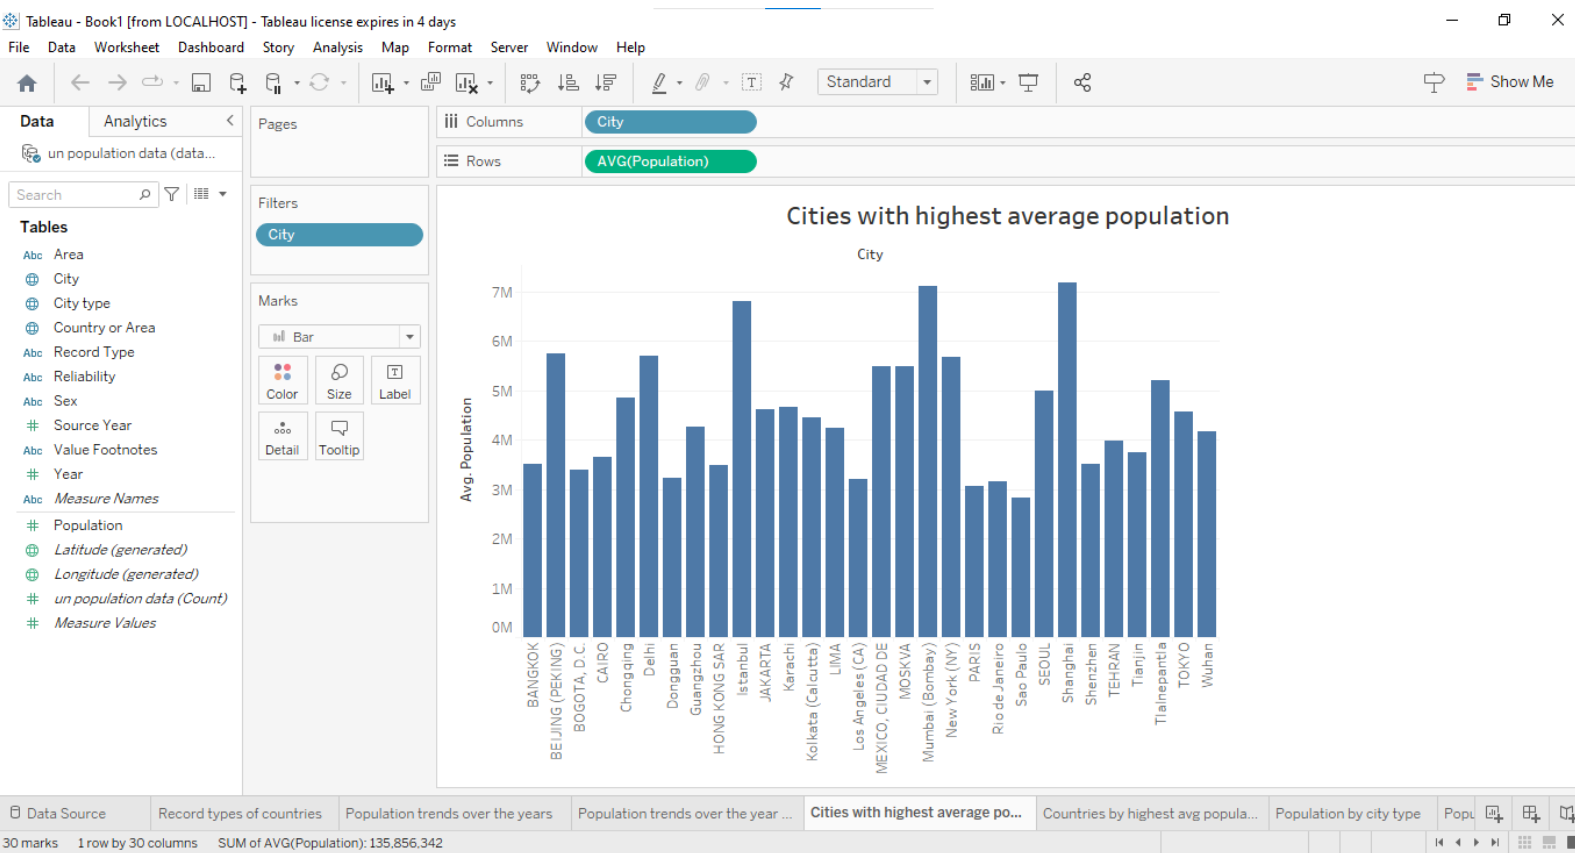 Tableau - Book1 [from LOCALHOST] - Tableau license expires in 4 days
File Data Worksheet Dashboard Story Analysis Map Format Server Window Help
Standard
Show Me
Data Analytics
un population data (data...
Search
Tables
Abc Area
City
City type
Country or Area
Abc Record Type
Abc Reliability
Abc Sex
# Source Year
Abc Value Footnotes
# Year
Abc Measure Names
# Population
Latitude (generated)
Longitude (generated)
# un population data (Count)
# Measure Values
Pages
Filters
City
Marks
Bar
Color Size Label
Detail Tooltip
Columns City
Rows AVG(Population)
Cities with highest average population
City
Avg. Population
7M
6M
5M
4M
3M
2M
1M
0M
BANGKOK
BEIJING (PEKING)
BOGOTA, D.C.
CAIRO
Chongqing
Delhi
Dongguan
Guangzhou
HONG KONG SAR
Istanbul
JAKARTA
Karachi
Kolkata (Calcutta)
LIMA
Los Angeles (CA)
MEXICO, CIUDAD DE
MOSKVA
Mumbai (Bombay)
New York (NY)
PARIS
Rio de Janeiro
Sao Paulo
SEOUL
Shanghai
Shenzhen
TEHRAN
Tianjin
Tlalnepantla
TOKYO
Wuhan
Data Source Record types of countries Population trends over the years Population trends over the year ... Cities with highest average po... Countries by highest avg popula... Population by city type Popu
30 marks 1 row by 30 columns SUM of AVG(Population): 135,856,342